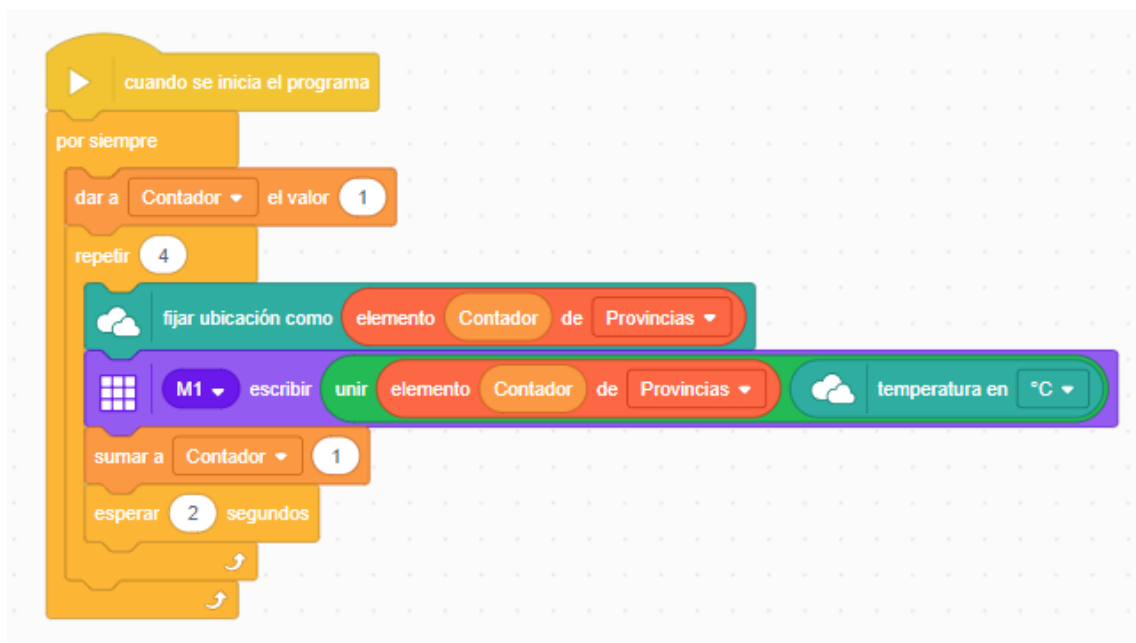 cuando se inicia el programa
por siempre
dar a Contador el valor 1
repetir 4
fijar ubicación como elemento Contador de Provincias
M1 escribir unir elemento Contador de Provincias temperatura en °C
sumar a Contador 1
esperar 2 segundos